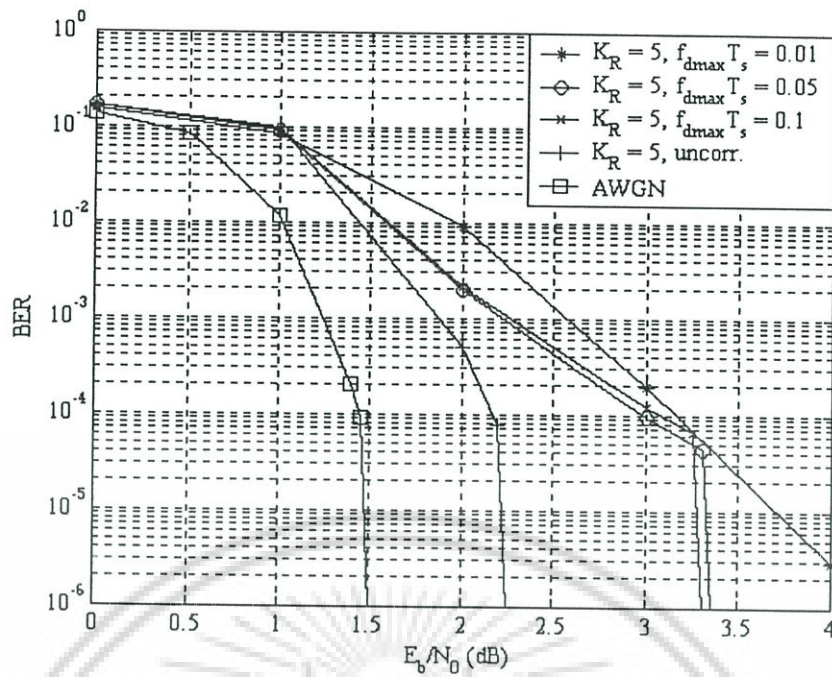 10^0
10^-1
10^-2
10^-3
10^-4
10^-5
10^-6
BER
K_R = 5, f_dmax T_s = 0.01
K_R = 5, f_dmax T_s = 0.05
K_R = 5, f_dmax T_s = 0.1
K_R = 5, uncorr.
AWGN
0 0.5 1 1.5 2 2.5 3 3.5 4
E_b/N_0 (dB)